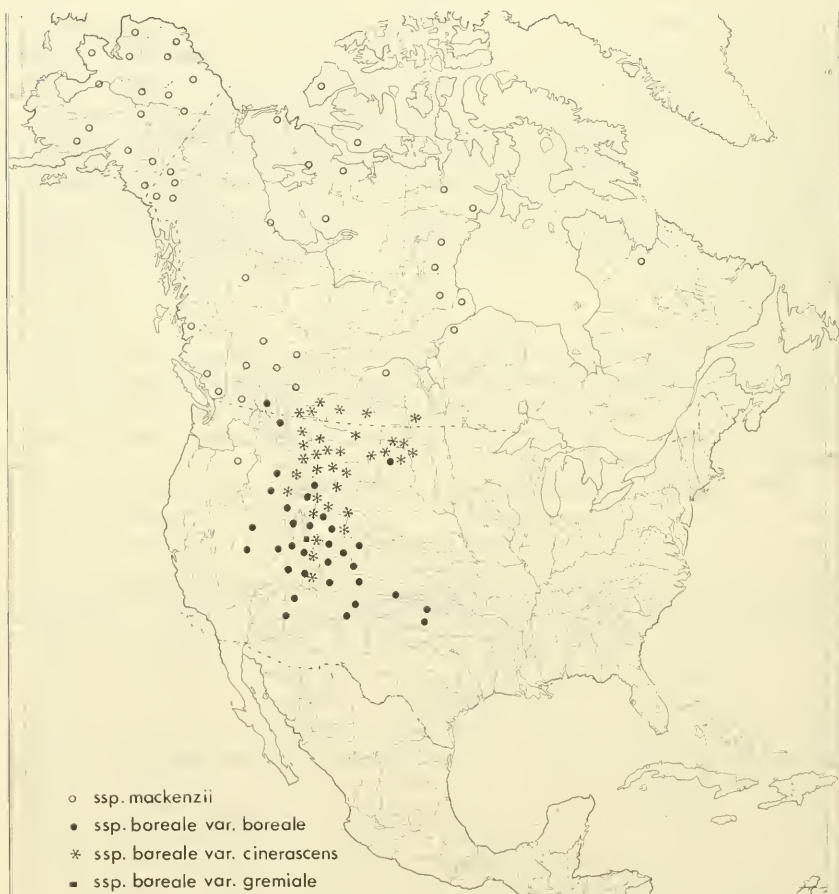 ○ ssp. mackenzii
● ssp. boreale var. boreale
* ssp. boreale var. cinerascens
■ ssp. boreale var. gremiale